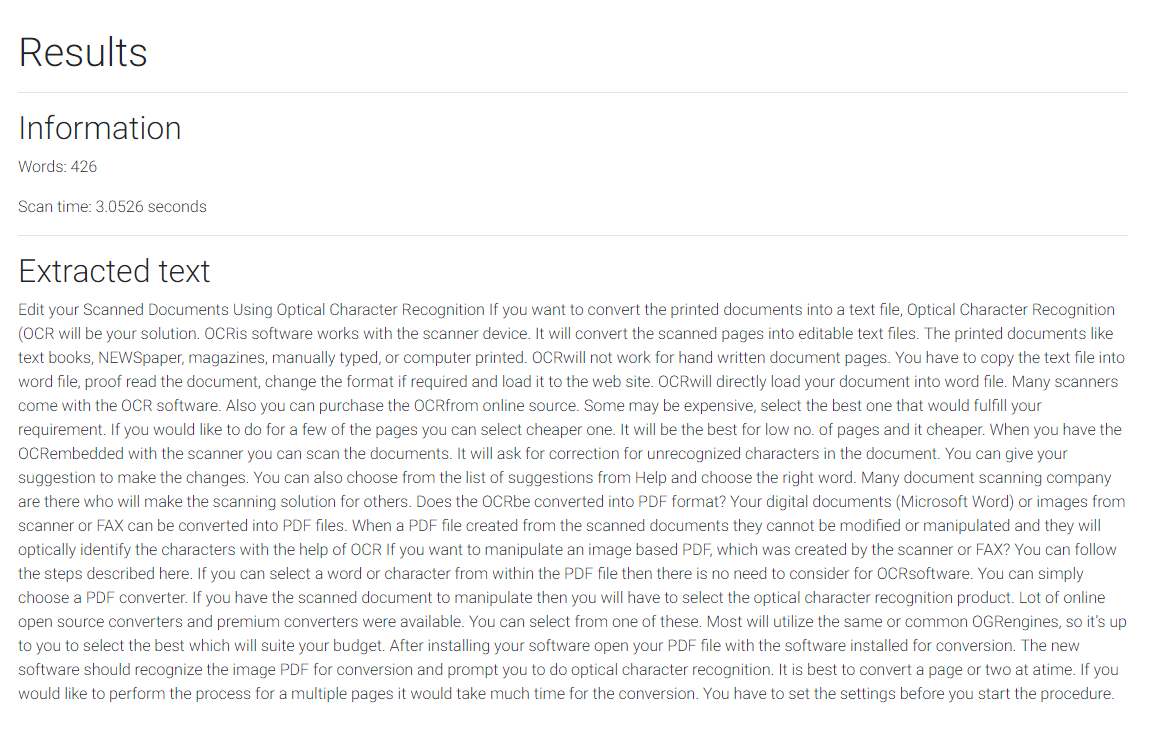 Results
Information
Words: 426
Scan time: 3.0526 seconds
Extracted text
Edit your Scanned Documents Using Optical Character Recognition If you want to convert the printed documents into a text file, Optical Character Recognition
(OCR will be your solution. OCRis software works with the scanner device. It will convert the scanned pages into editable text files. The printed documents like
text books, NEWSpaper, magazines, manually typed, or computer printed. OCRwill not work for hand written document pages. You have to copy the text file into
word file, proof read the document, change the format if required and load it to the web site. OCRwill directly load your document into word file. Many scanners
come with the OCR software. Also you can purchase the OCRfrom online source. Some may be expensive, select the best one that would fulfill your
requirement. If you would like to do for a few of the pages you can select cheaper one. It will be the best for low no. of pages and it cheaper. When you have the
OCRembedded with the scanner you can scan the documents. It will ask for correction for unrecognized characters in the document. You can give your
suggestion to make the changes. You can also choose from the list of suggestions from Help and choose the right word. Many document scanning company
are there who will make the scanning solution for others. Does the OCRbe converted into PDF format? Your digital documents (Microsoft Word) or images from
scanner or FAX can be converted into PDF files. When a PDF file created from the scanned documents they cannot be modified or manipulated and they will
optically identify the characters with the help of OCR If you want to manipulate an image based PDF, which was created by the scanner or FAX? You can follow
the steps described here. If you can select a word or character from within the PDF file then there is no need to consider for OCRsoftware. You can simply
choose a PDF converter. If you have the scanned document to manipulate then you will have to select the optical character recognition product. Lot of online
open source converters and premium converters were available. You can select from one of these. Most will utilize the same or common OGRengines, so it's up
to you to select the best which will suite your budget. After installing your software open your PDF file with the software installed for conversion. The new
software should recognize the image PDF for conversion and prompt you to do optical character recognition. It is best to convert a page or two at atime. If you
would like to perform the process for a multiple pages it would take much time for the conversion. You have to set the settings before you start the procedure.